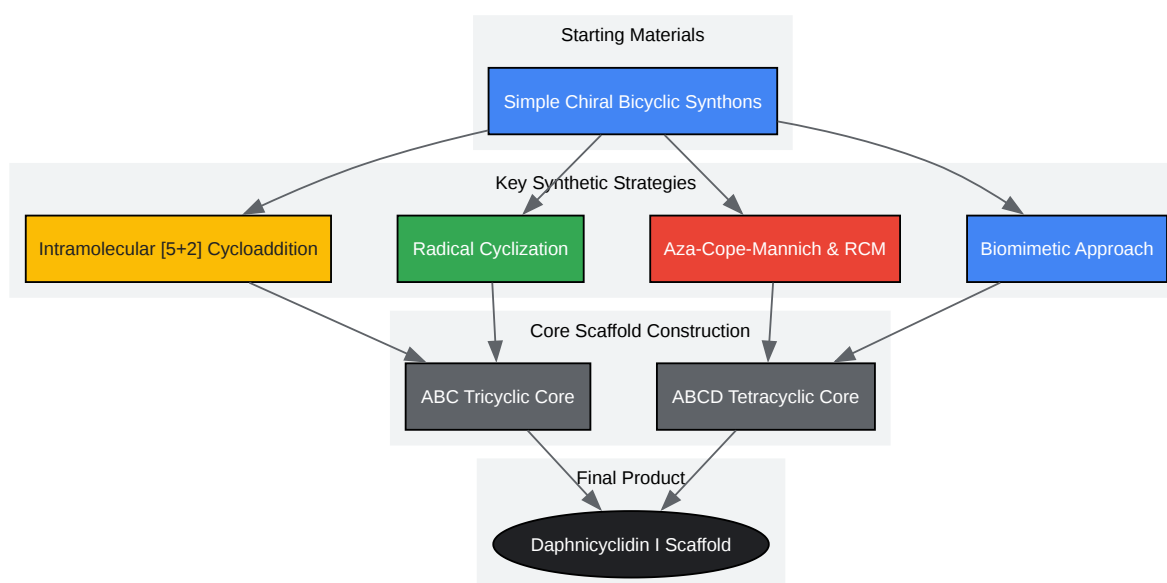 Starting Materials
Simple Chiral Bicyclic Synthons
Key Synthetic Strategies
Intramolecular [5+2] Cycloaddition
Radical Cyclization
Aza-Cope-Mannich & RCM
Biomimetic Approach
Core Scaffold Construction
ABC Tricyclic Core
ABCD Tetracyclic Core
Final Product
Daphnicyclidin I Scaffold